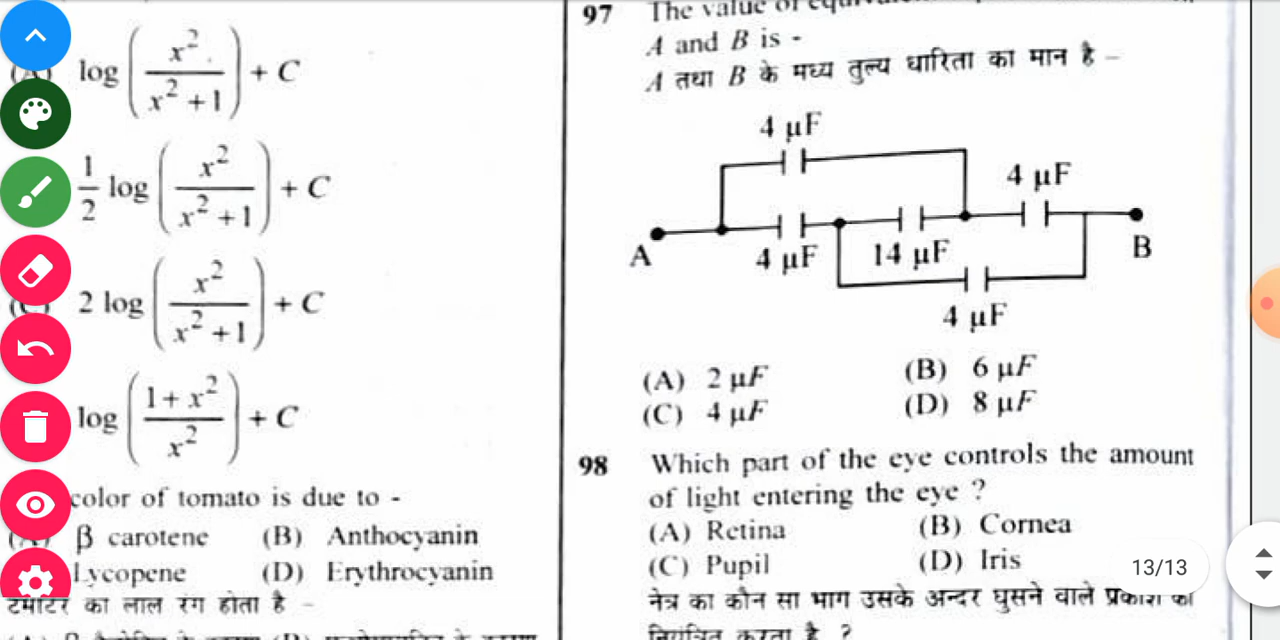 log (x² / x² + 1) + C
1/2 log (x² / x² + 1) + C
2 log (x² / x² + 1) + C
log (1 + x² / x²) + C
color of tomato is due to -
β carotene (B) Anthocyanin
Lycopene (D) Erythrocyanin
टमाटर का लाल रंग होता है –
97 The value of
A and B is -
A तथा B के मध्य तुल्य धारिता का मान है –
4 μF
4 μF
A 4 μF 14 μF B
4 μF
(A) 2 μF (B) 6 μF
(C) 4 μF (D) 8 μF
98 Which part of the eye controls the amount
of light entering the eye ?
(A) Retina (B) Cornea
(C) Pupil (D) Iris
13/13
नेत्र का कौन सा भाग उसके अन्दर घुसने वाले प्रकाश को
नियंत्रित करता है ?